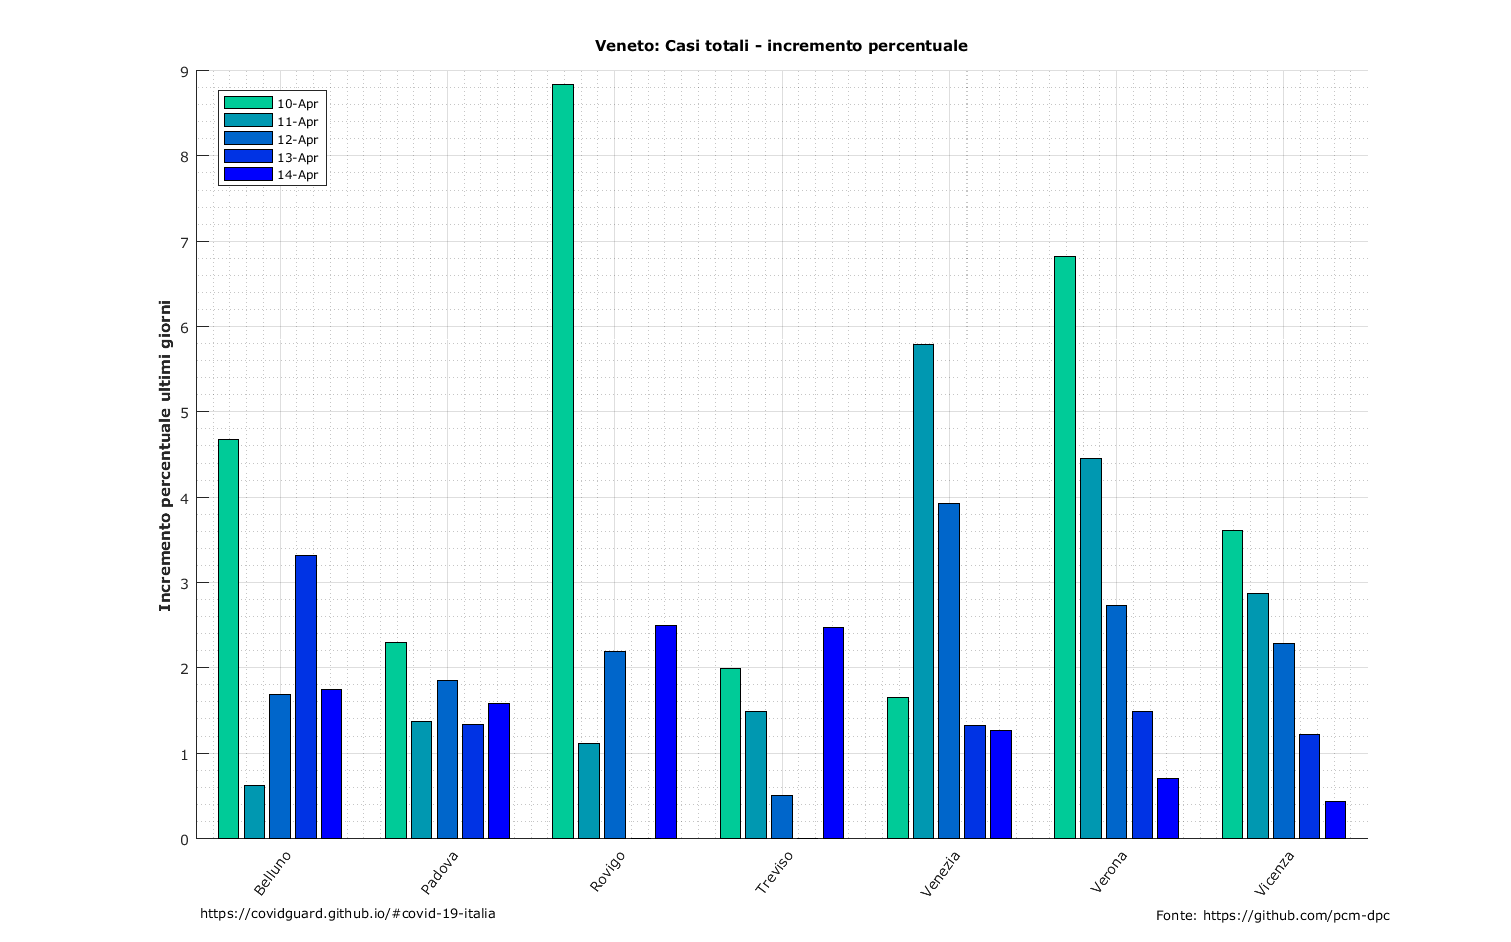 Veneto: Casi totali - incremento percentuale
Incremento percentuale ultimi giorni
9
8
7
6
5
4
3
2
1
0
10-Apr
11-Apr
12-Apr
13-Apr
14-Apr
Belluno
Padova
Rovigo
Treviso
Venezia
Verona
Vicenza
https://covidguard.github.io/#covid-19-italia
Fonte: https://github.com/pcm-dpc